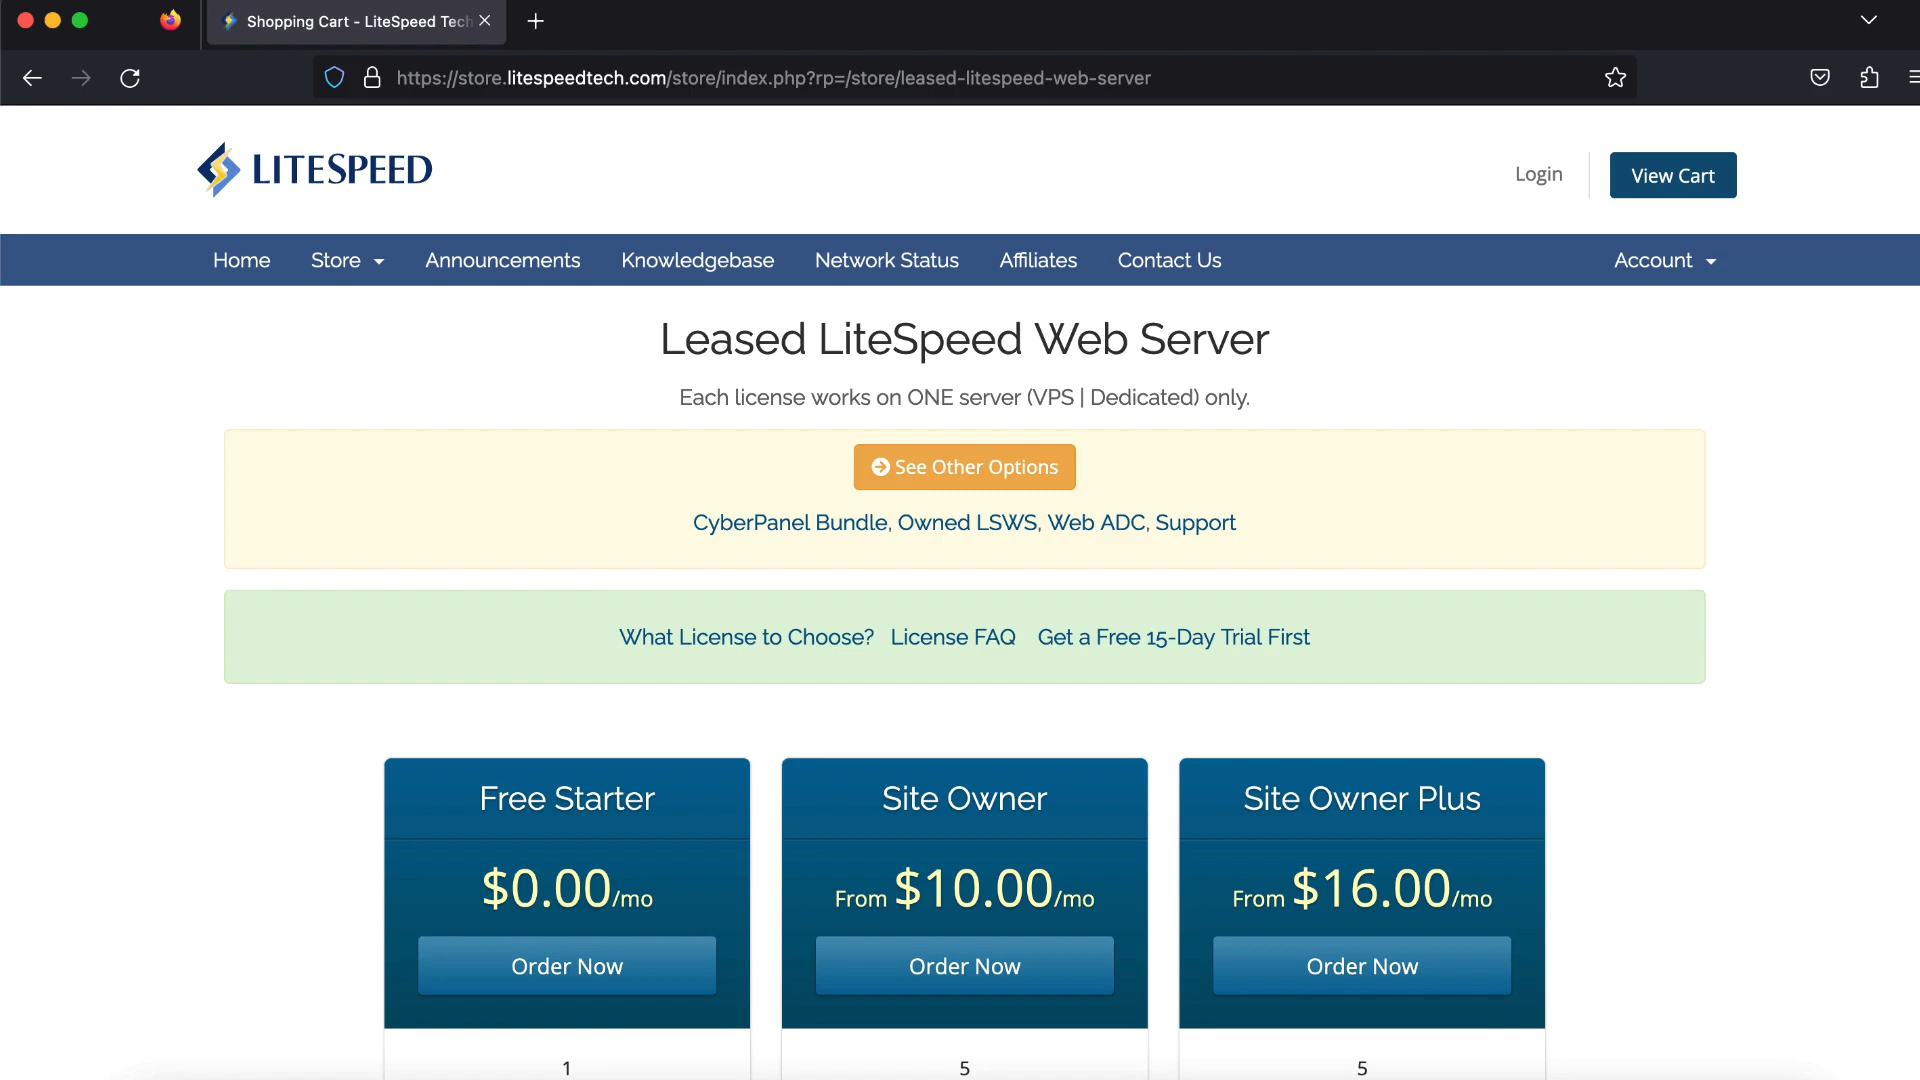 Shopping Cart - LiteSpeed Tech
https://store.litespeedtech.com/store/index.php?rp=/store/leased-litespeed-web-server
LITESPEED
Login
View Cart
Home Store Announcements Knowledgebase Network Status Affiliates Contact Us Account
Leased LiteSpeed Web Server
Each license works on ONE server (VPS | Dedicated) only.
See Other Options
CyberPanel Bundle, Owned LSWS, Web ADC, Support
What License to Choose? License FAQ Get a Free 15-Day Trial First
Free Starter
$0.00/mo
Order Now
1
Site Owner
From $10.00/mo
Order Now
5
Site Owner Plus
From $16.00/mo
Order Now
5